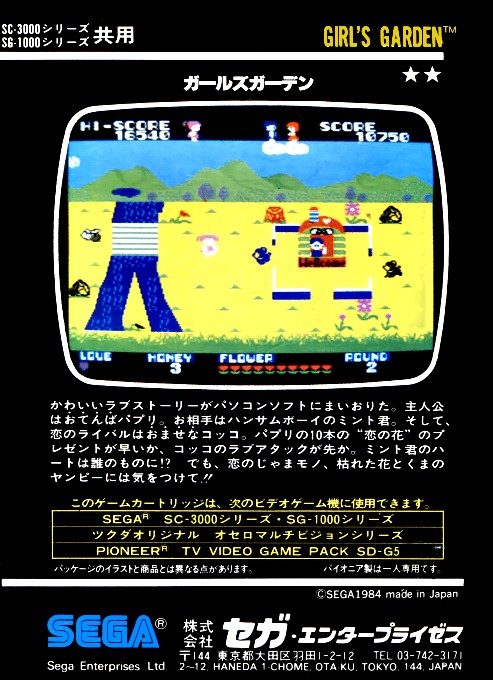 SC-3000シリーズ
SG-1000シリーズ 共用
GIRL'S GARDEN™
★★
ガールズガーデン
HI-SCORE
16540
SCORE
10750
Wellcome
LOVE HONEY FLOWER ROUND
3 2
かわいいラブストーリーがパソコンソフトにまいおりた。主人公
はおてんばパプリ。お相手はハンサムボーイのミント君。そして、
恋のライバルはおませなコッコ。パプリの10本の“恋の花”のプ
レゼントが早いか、コッコのラブアタックが先か。ミント君のハ
ートは誰のものに!? でも、恋のじゃまモノ、枯れた花とくまの
ヤンビーには気をつけて!!
このゲームカートリッジは、次のビデオゲーム機に使用できます。
SEGA® SC-3000シリーズ・SG-1000シリーズ
ツクダオリジナル オセロマルチビジョンシリーズ
PIONEER® TV VIDEO GAME PACK SD-G5
パッケージのイラストと商品とは異なる点があります。 パイオニア製は一人専用です。
©SEGA1984 made in Japan
SEGA® 株式会社 セガ・エンタープライゼス
〒144 東京都大田区羽田1-2-12 TEL 03-742-3171
Sega Enterprises Ltd 2~12, HANEDA 1-CHOME, OTA-KU, TOKYO, 144, JAPAN